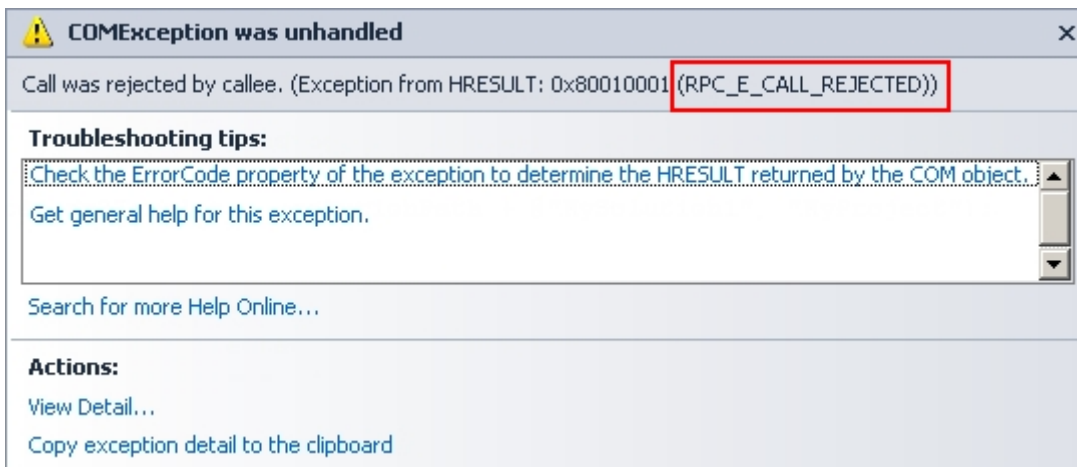 COMException was unhandled
Call was rejected by callee. (Exception from HRESULT: 0x80010001 (RPC_E_CALL_REJECTED))
Troubleshooting tips:
Check the ErrorCode property of the exception to determine the HRESULT returned by the COM object.
Get general help for this exception.
Search for more Help Online...
Actions:
View Detail...
Copy exception detail to the clipboard